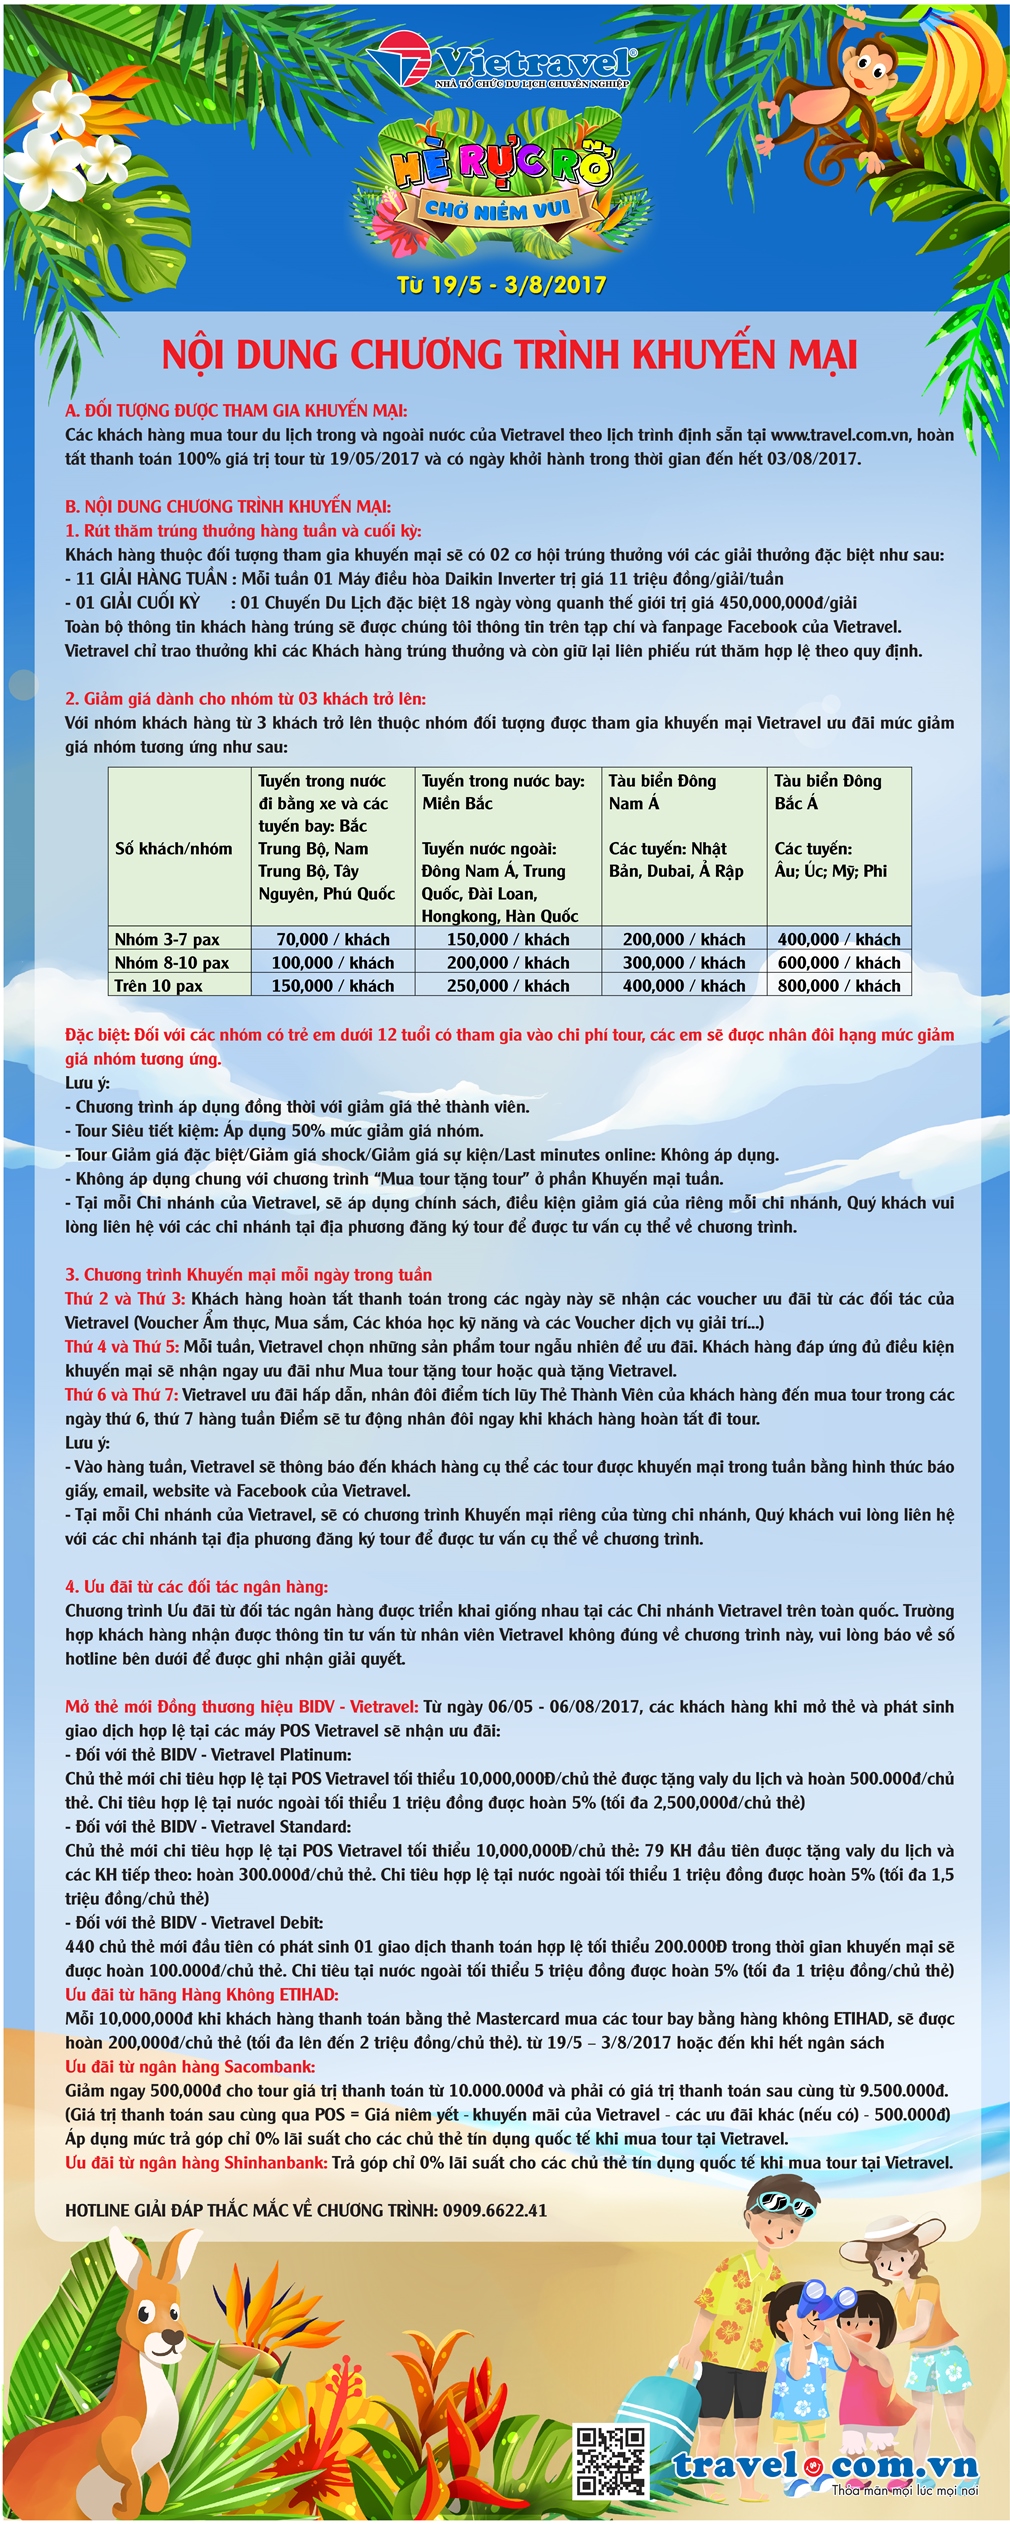 Vietravel®
NHÀ TỔ CHỨC DU LỊCH CHUYÊN NGHIỆP
HÈ RỰC RỠ
CHỞ NIỀM VUI
Từ 19/5 - 3/8/2017
NỘI DUNG CHƯƠNG TRÌNH KHUYẾN MẠI
A. ĐỐI TƯỢNG ĐƯỢC THAM GIA KHUYẾN MẠI:
Các khách hàng mua tour du lịch trong và ngoài nước của Vietravel theo lịch trình định sẵn tại www.travel.com.vn, hoàn
tất thanh toán 100% giá trị tour từ 19/05/2017 và có ngày khởi hành trong thời gian đến hết 03/08/2017.
B. NỘI DUNG CHƯƠNG TRÌNH KHUYẾN MẠI:
1. Rút thăm trúng thưởng hàng tuần và cuối kỳ:
Khách hàng thuộc đối tượng tham gia khuyến mại sẽ có 02 cơ hội trúng thưởng với các giải thưởng đặc biệt như sau:
- 11 GIẢI HÀNG TUẦN : Mỗi tuần 01 Máy điều hòa Daikin Inverter trị giá 11 triệu đồng/giải/tuần
- 01 GIẢI CUỐI KỲ : 01 Chuyến Du Lịch đặc biệt 18 ngày vòng quanh thế giới trị giá 450,000,000đ/giải
Toàn bộ thông tin khách hàng trúng sẽ được chúng tôi thông tin trên tạp chí và fanpage Facebook của Vietravel.
Vietravel chỉ trao thưởng khi các Khách hàng trúng thưởng và còn giữ lại liên phiếu rút thăm hợp lệ theo quy định.
2. Giảm giá dành cho nhóm từ 03 khách trở lên:
Với nhóm khách hàng từ 3 khách trở lên thuộc nhóm đối tượng được tham gia khuyến mại Vietravel ưu đãi mức giảm
giá nhóm tương ứng như sau:
Số khách/nhóm
Tuyến trong nước
đi bằng xe và các
tuyến bay: Bắc
Trung Bộ, Nam
Trung Bộ, Tây
Nguyên, Phú Quốc
Tuyến trong nước bay:
Miền Bắc
Tuyến nước ngoài:
Đông Nam Á, Trung
Quốc, Đài Loan,
Hongkong, Hàn Quốc
Tàu biển Đông
Nam Á
Các tuyến: Nhật
Bản, Dubai, Ả Rập
Tàu biển Đông
Bắc Á
Các tuyến:
Âu; Úc; Mỹ; Phi
Nhóm 3-7 pax 70,000 / khách 150,000 / khách 200,000 / khách 400,000 / khách
Nhóm 8-10 pax 100,000 / khách 200,000 / khách 300,000 / khách 600,000 / khách
Trên 10 pax 150,000 / khách 250,000 / khách 400,000 / khách 800,000 / khách
Đặc biệt: Đối với các nhóm có trẻ em dưới 12 tuổi có tham gia vào chi phí tour, các em sẽ được nhân đôi hạng mức giảm
giá nhóm tương ứng.
Lưu ý:
- Chương trình áp dụng đồng thời với giảm giá thẻ thành viên.
- Tour Siêu tiết kiệm: Áp dụng 50% mức giảm giá nhóm.
- Tour Giảm giá đặc biệt/Giảm giá shock/Giảm giá sự kiện/Last minutes online: Không áp dụng.
- Không áp dụng chung với chương trình “Mua tour tặng tour” ở phần Khuyến mại tuần.
- Tại mỗi Chi nhánh của Vietravel, sẽ áp dụng chính sách, điều kiện giảm giá của riêng mỗi chi nhánh, Quý khách vui
lòng liên hệ với các chi nhánh tại địa phương đăng ký tour để được tư vấn cụ thể về chương trình.
3. Chương trình Khuyến mại mỗi ngày trong tuần
Thứ 2 và Thứ 3: Khách hàng hoàn tất thanh toán trong các ngày này sẽ nhận các voucher ưu đãi từ các đối tác của
Vietravel (Voucher Ẩm thực, Mua sắm, Các khóa học kỹ năng và các Voucher dịch vụ giải trí...)
Thứ 4 và Thứ 5: Mỗi tuần, Vietravel chọn những sản phẩm tour ngẫu nhiên để ưu đãi. Khách hàng đáp ứng đủ điều kiện
khuyến mại sẽ nhận ngay ưu đãi như Mua tour tặng tour hoặc quà tặng Vietravel.
Thứ 6 và Thứ 7: Vietravel ưu đãi hấp dẫn, nhân đôi điểm tích lũy Thẻ Thành Viên của khách hàng đến mua tour trong các
ngày thứ 6, thứ 7 hàng tuần Điểm sẽ tự động nhân đôi ngay khi khách hàng hoàn tất đi tour.
Lưu ý:
- Vào hàng tuần, Vietravel sẽ thông báo đến khách hàng cụ thể các tour được khuyến mại trong tuần bằng hình thức báo
giấy, email, website và Facebook của Vietravel.
- Tại mỗi Chi nhánh của Vietravel, sẽ có chương trình Khuyến mại riêng của từng chi nhánh, Quý khách vui lòng liên hệ
với các chi nhánh tại địa phương đăng ký tour để được tư vấn cụ thể về chương trình.
4. Ưu đãi từ các đối tác ngân hàng:
Chương trình Ưu đãi từ đối tác ngân hàng được triển khai giống nhau tại các Chi nhánh Vietravel trên toàn quốc. Trường
hợp khách hàng nhận được thông tin tư vấn từ nhân viên Vietravel không đúng về chương trình này, vui lòng báo về số
hotline bên dưới để được ghi nhận giải quyết.
Mở thẻ mới Đồng thương hiệu BIDV - Vietravel: Từ ngày 06/05 - 06/08/2017, các khách hàng khi mở thẻ và phát sinh
giao dịch hợp lệ tại các máy POS Vietravel sẽ nhận ưu đãi:
- Đối với thẻ BIDV - Vietravel Platinum:
Chủ thẻ mới chi tiêu hợp lệ tại POS Vietravel tối thiểu 10,000,000Đ/chủ thẻ được tặng valy du lịch và hoàn 500.000đ/chủ
thẻ. Chi tiêu hợp lệ tại nước ngoài tối thiểu 1 triệu đồng được hoàn 5% (tối đa 2,500,000đ/chủ thẻ)
- Đối với thẻ BIDV - Vietravel Standard:
Chủ thẻ mới chi tiêu hợp lệ tại POS Vietravel tối thiểu 10,000,000Đ/chủ thẻ: 79 KH đầu tiên được tặng valy du lịch và
các KH tiếp theo: hoàn 300.000đ/chủ thẻ. Chi tiêu hợp lệ tại nước ngoài tối thiểu 1 triệu đồng được hoàn 5% (tối đa 1,5
triệu đồng/chủ thẻ)
- Đối với thẻ BIDV - Vietravel Debit:
440 chủ thẻ mới đầu tiên có phát sinh 01 giao dịch thanh toán hợp lệ tối thiểu 200.000Đ trong thời gian khuyến mại sẽ
được hoàn 100.000đ/chủ thẻ. Chi tiêu tại nước ngoài tối thiểu 5 triệu đồng được hoàn 5% (tối đa 1 triệu đồng/chủ thẻ)
Ưu đãi từ hãng Hàng Không ETIHAD:
Mỗi 10,000,000đ khi khách hàng thanh toán bằng thẻ Mastercard mua các tour bay bằng hàng không ETIHAD, sẽ được
hoàn 200,000đ/chủ thẻ (tối đa lên đến 2 triệu đồng/chủ thẻ). từ 19/5 – 3/8/2017 hoặc đến khi hết ngân sách
Ưu đãi từ ngân hàng Sacombank:
Giảm ngay 500,000đ cho tour giá trị thanh toán từ 10.000.000đ và phải có giá trị thanh toán sau cùng từ 9.500.000đ.
(Giá trị thanh toán sau cùng qua POS = Giá niêm yết - khuyến mãi của Vietravel - các ưu đãi khác (nếu có) - 500.000đ)
Áp dụng mức trả góp chỉ 0% lãi suất cho các chủ thẻ tín dụng quốc tế khi mua tour tại Vietravel.
Ưu đãi từ ngân hàng Shinhanbank: Trả góp chỉ 0% lãi suất cho các chủ thẻ tín dụng quốc tế khi mua tour tại Vietravel.
HOTLINE GIẢI ĐÁP THẮC MẮC VỀ CHƯƠNG TRÌNH: 0909.6622.41
travel.com.vn
Thỏa mãn mọi lúc mọi nơi